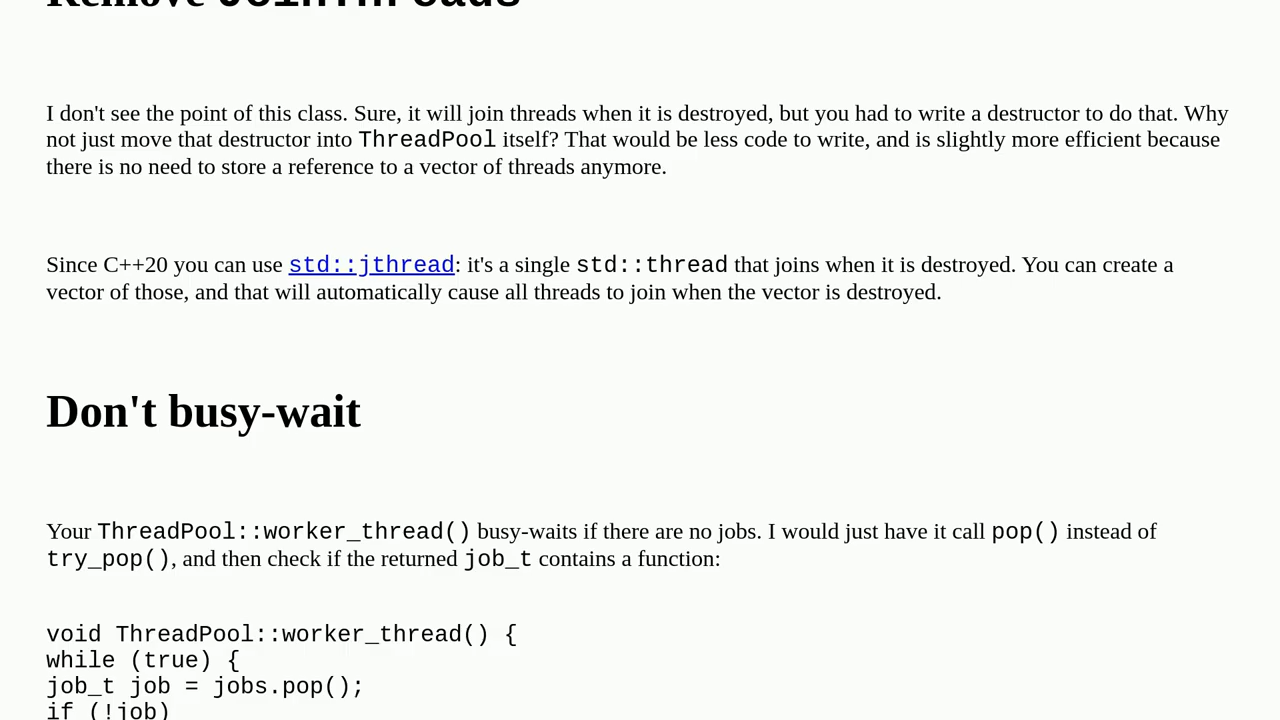 Remove JoinThreads
I don't see the point of this class. Sure, it will join threads when it is destroyed, but you had to write a destructor to do that. Why
not just move that destructor into ThreadPool itself? That would be less code to write, and is slightly more efficient because
there is no need to store a reference to a vector of threads anymore.
Since C++20 you can use std::jthread: it's a single std::thread that joins when it is destroyed. You can create a
vector of those, and that will automatically cause all threads to join when the vector is destroyed.
Don't busy-wait
Your ThreadPool::worker_thread() busy-waits if there are no jobs. I would just have it call pop() instead of
try_pop(), and then check if the returned job_t contains a function:
void ThreadPool::worker_thread() {
while (true) {
job_t job = jobs.pop();
if (!job)